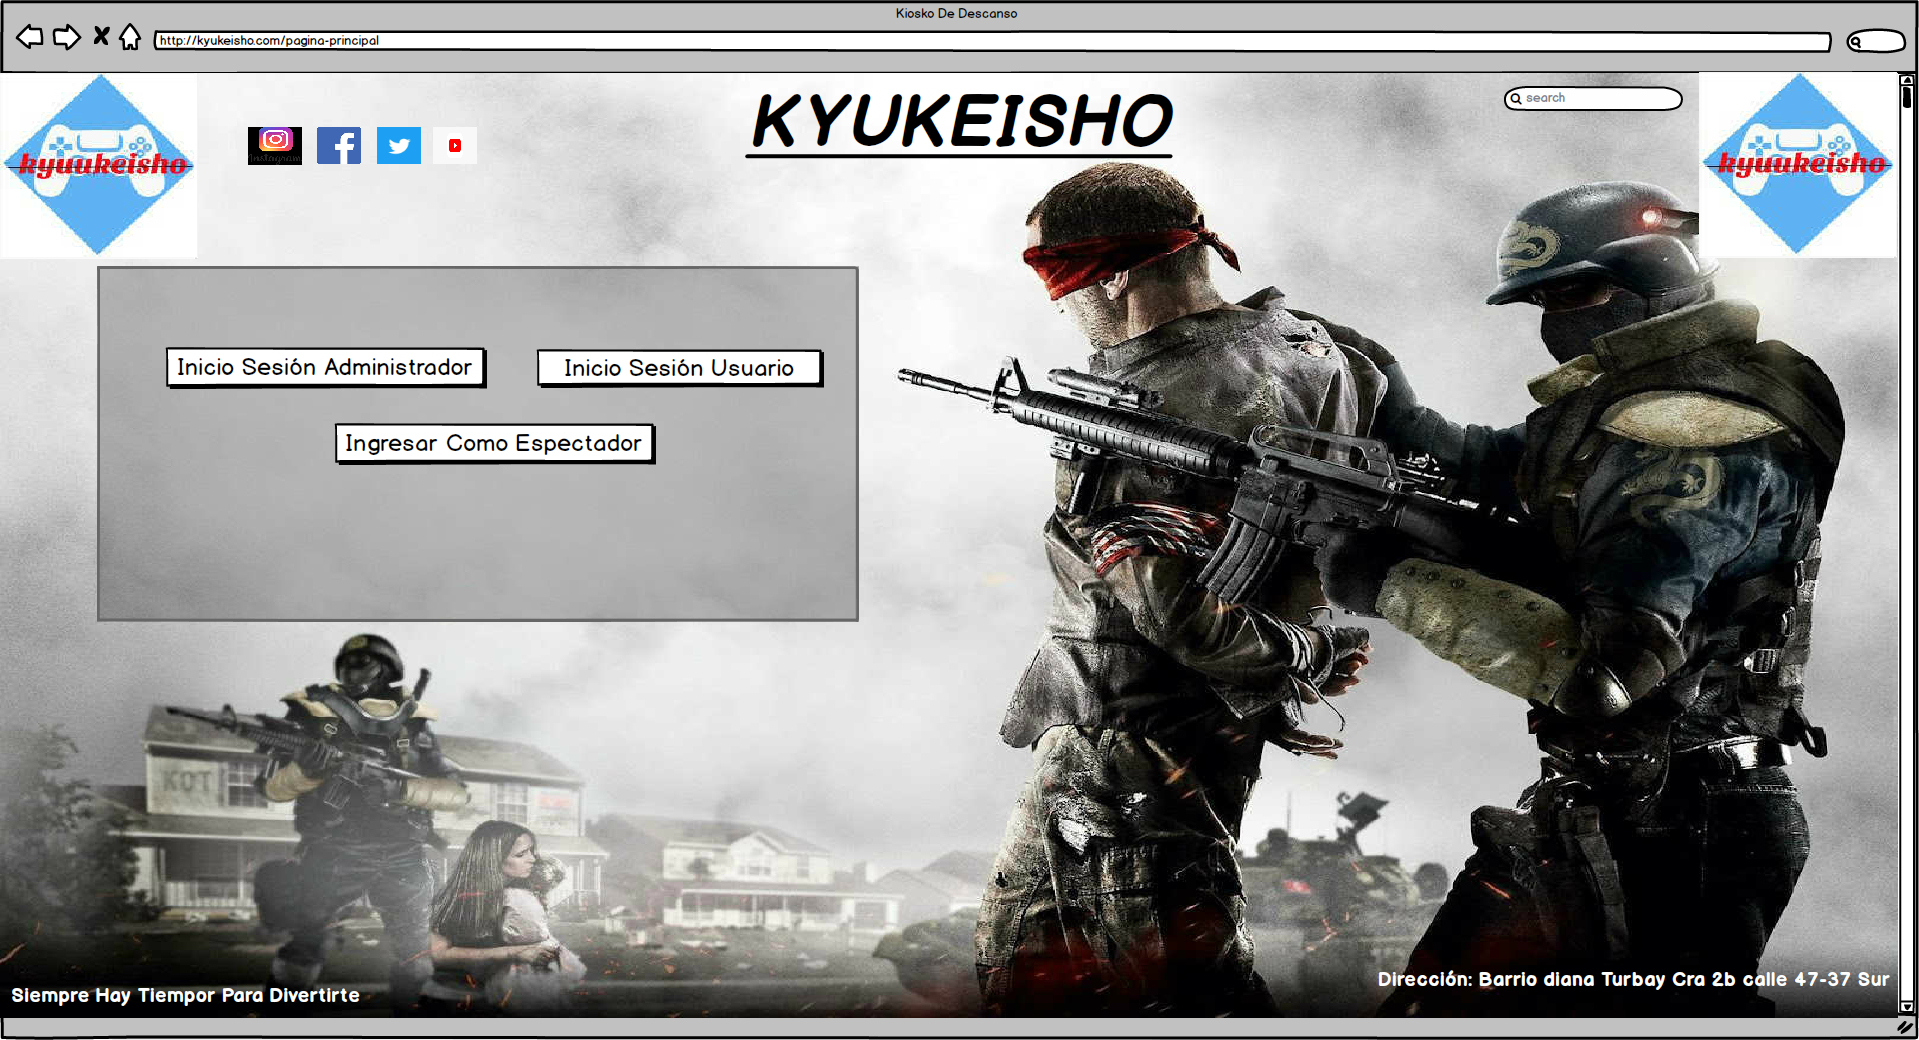 Kiosko De Descanso
http://kyukeisho.com/pagina-principal
KYUKEISHO
search
kyuukeisho
kyuukeisho
Instagram
Inicio Sesión Administrador
Inicio Sesión Usuario
Ingresar Como Espectador
KOT
Siempre Hay Tiempor Para Divertirte
Dirección: Barrio diana Turbay Cra 2b calle 47-37 Sur